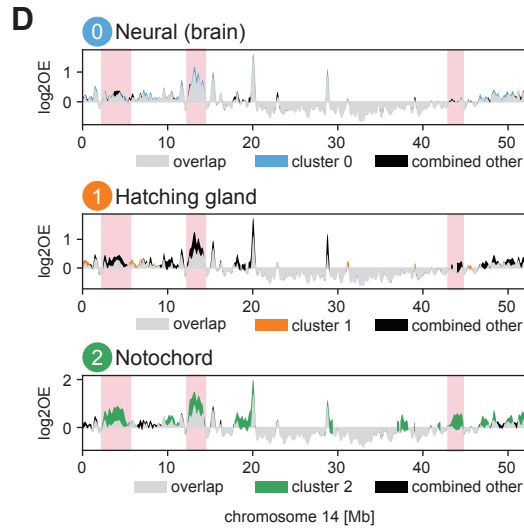 D
0 Neural (brain)
log2OE
1
0
0 10 20 30 40 50
overlap cluster 0 combined other
1 Hatching gland
log2OE
1
0
0 10 20 30 40 50
overlap cluster 1 combined other
2 Notochord
log2OE
2
0
0 10 20 30 40 50
overlap cluster 2 combined other
chromosome 14 [Mb]